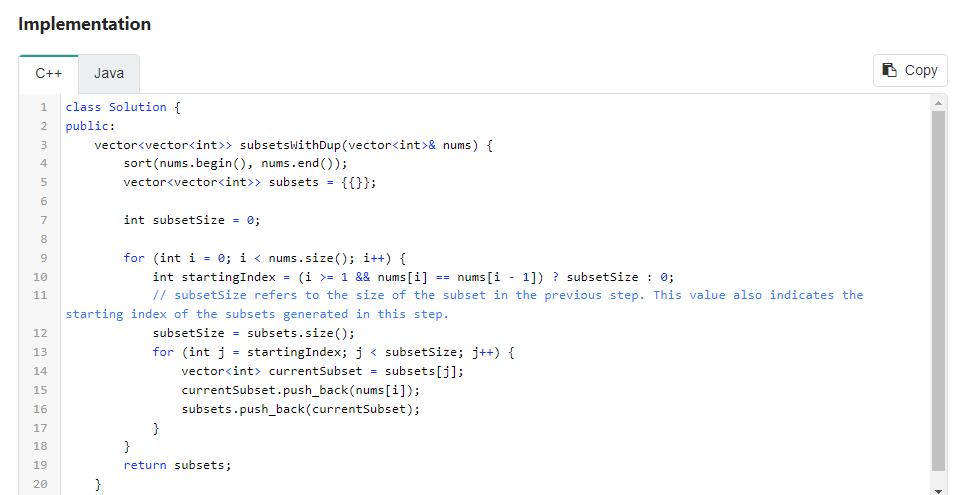 Implementation
C++
Java
Copy
1 class Solution {
2 public:
3     vector<vector<int>> subsetsWithDup(vector<int>& nums) {
4         sort(nums.begin(), nums.end());
5         vector<vector<int>> subsets = {{}};
6
7         int subsetSize = 0;
8
9         for (int i = 0; i < nums.size(); i++) {
10             int startingIndex = (i >= 1 && nums[i] == nums[i - 1]) ? subsetSize : 0;
11             // subsetSize refers to the size of the subset in the previous step. This value also indicates the
starting index of the subsets generated in this step.
12             subsetSize = subsets.size();
13             for (int j = startingIndex; j < subsetSize; j++) {
14                 vector<int> currentSubset = subsets[j];
15                 currentSubset.push_back(nums[i]);
16                 subsets.push_back(currentSubset);
17             }
18         }
19         return subsets;
20     }